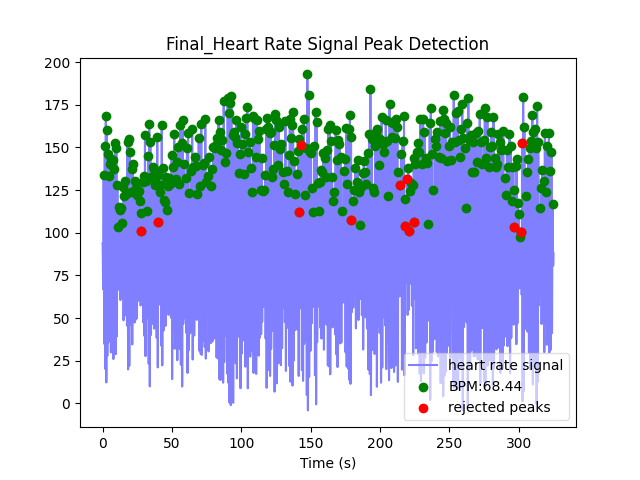 Final_Heart Rate Signal Peak Detection
200
175
150
125
100
75
50
25
0
0 50 100 150 200 250 300
Time (s)
heart rate signal
BPM:68.44
rejected peaks